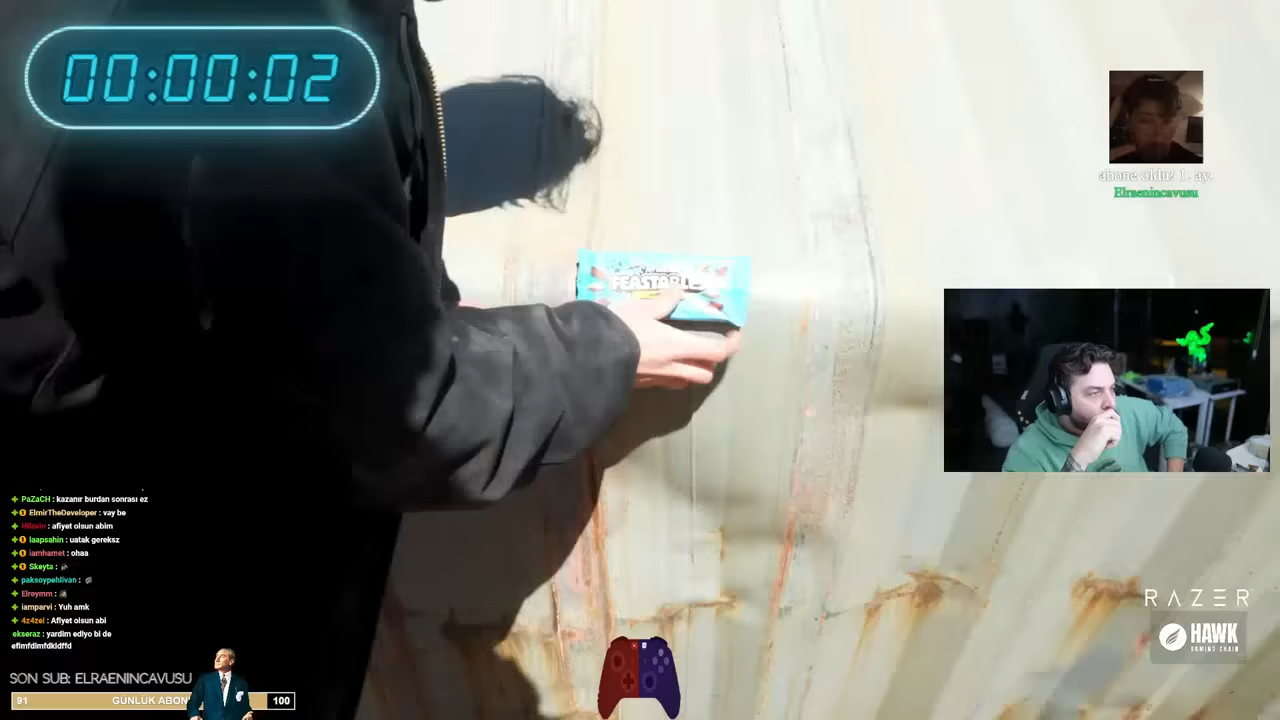 00:00:02
abone oldu! 1. ay.
Elraenincavusu
FEASTABLES
PaZaCH : kazanır burdan sonrası ez
ElmirTheDeveloper : vay be
Hilavin : afiyet olsun abim
laapsahin : uatak gereksz
iamhamet : ohaa
Skeyta :
paksoypehlivan :
Elreymm :
iamparvi : Yuh amk
4z4zel : Afiyet olsun abi
ekseraz : yardim ediyo bi de
efimfdlmfdkldffd
RAZER
HAWK
GAMING CHAIR
SON SUB: ELRAENINCAVUSU
91 GÜNLÜK ABON 100